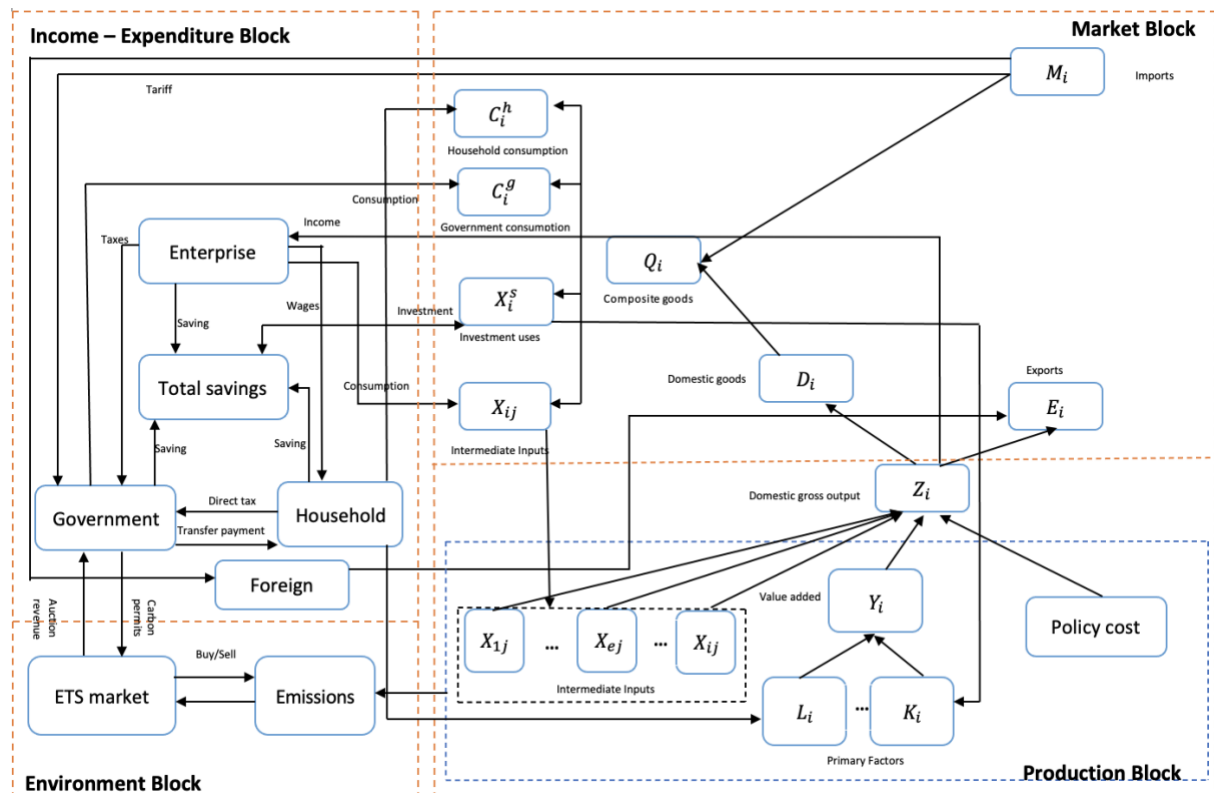 Income – Expenditure Block
Market Block
M_i
Imports
Tariff
C_i^h
Household consumption
C_i^g
Consumption
Government consumption
Income
Taxes
Enterprise
Q_i
Composite goods
X_i^s
Wages
Investment
Saving
Investment uses
Total savings
Consumption
X_ij
Domestic goods
D_i
Exports
E_i
Saving
Saving
Intermediate Inputs
Z_i
Domestic gross output
Government
Direct tax
Transfer payment
Household
Foreign
Auction
revenue
Carbon
permits
Value added
Y_i
Policy cost
X_1j
...
X_ej
...
X_ij
Intermediate Inputs
ETS market
Buy/Sell
Emissions
L_i
...
K_i
Primary Factors
Environment Block
Production Block